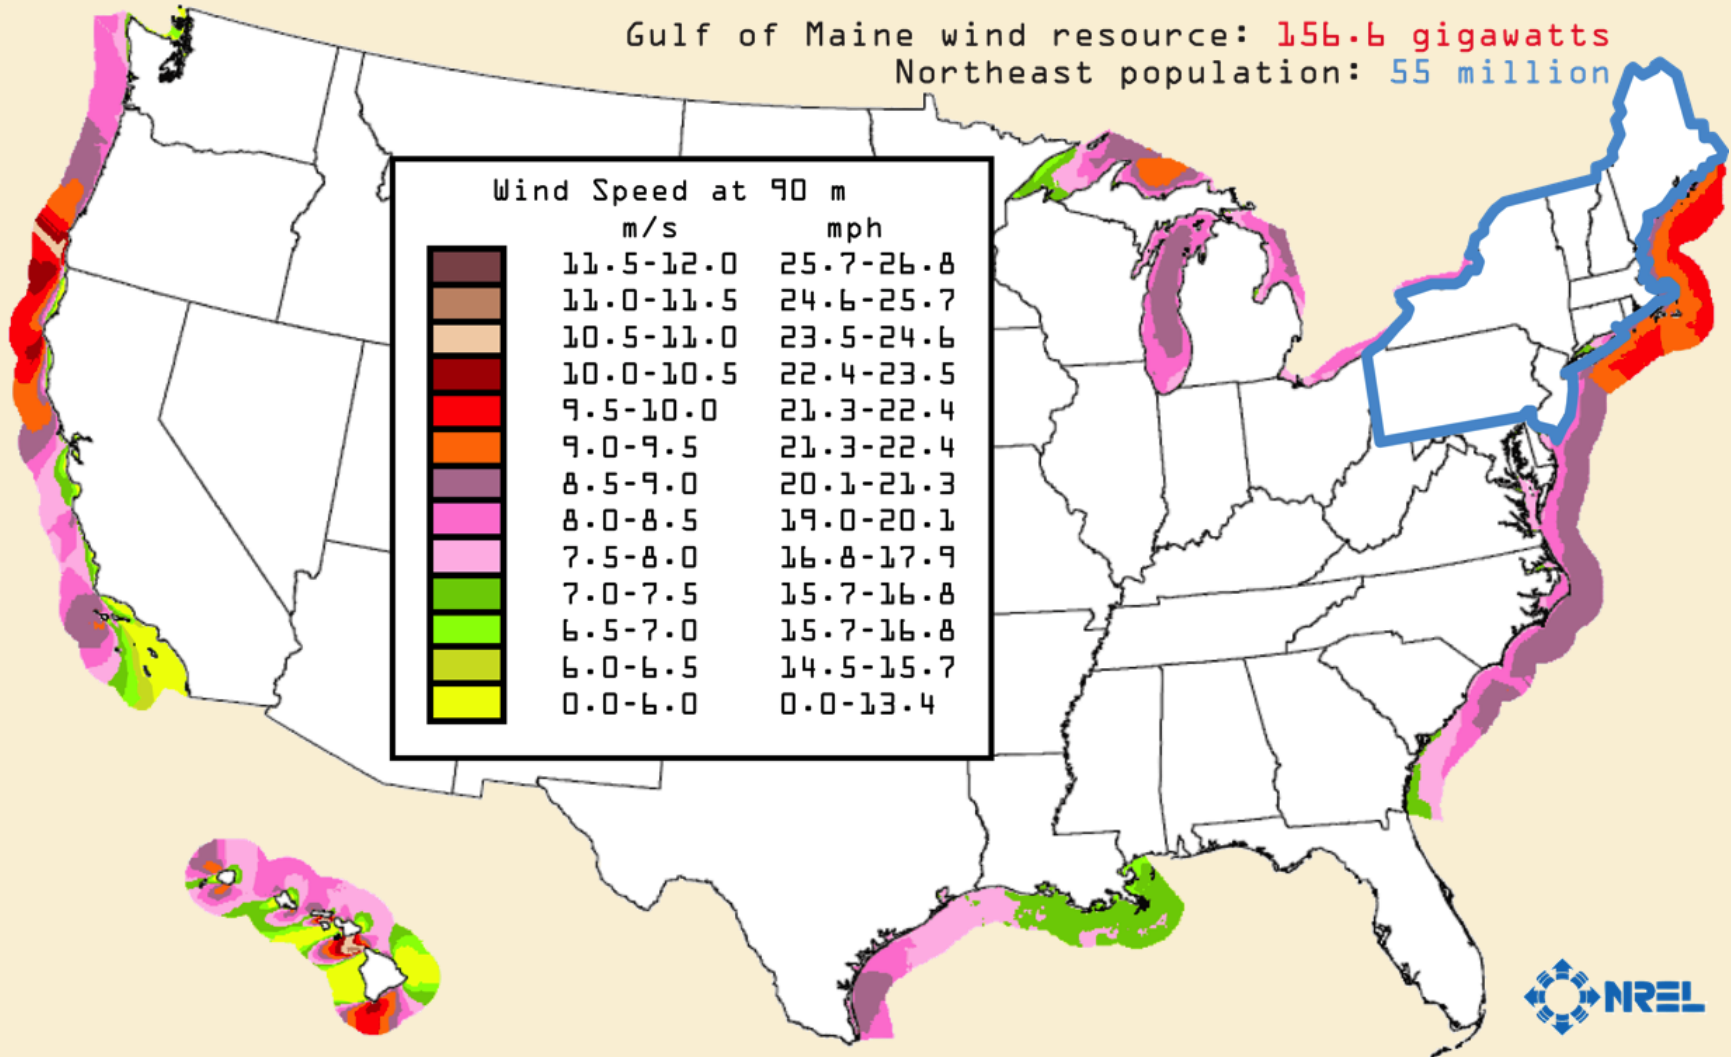 Gulf of Maine wind resource: 156.6 gigawatts
Northeast population: 55 million
Wind Speed at 90 m
m/s mph
11.5-12.0 25.7-26.8
11.0-11.5 24.6-25.7
10.5-11.0 23.5-24.6
10.0-10.5 22.4-23.5
9.5-10.0 21.3-22.4
9.0-9.5 21.3-22.4
8.5-9.0 20.1-21.3
8.0-8.5 19.0-20.1
7.5-8.0 16.8-17.9
7.0-7.5 15.7-16.8
6.5-7.0 15.7-16.8
6.0-6.5 14.5-15.7
0.0-6.0 0.0-13.4
NREL